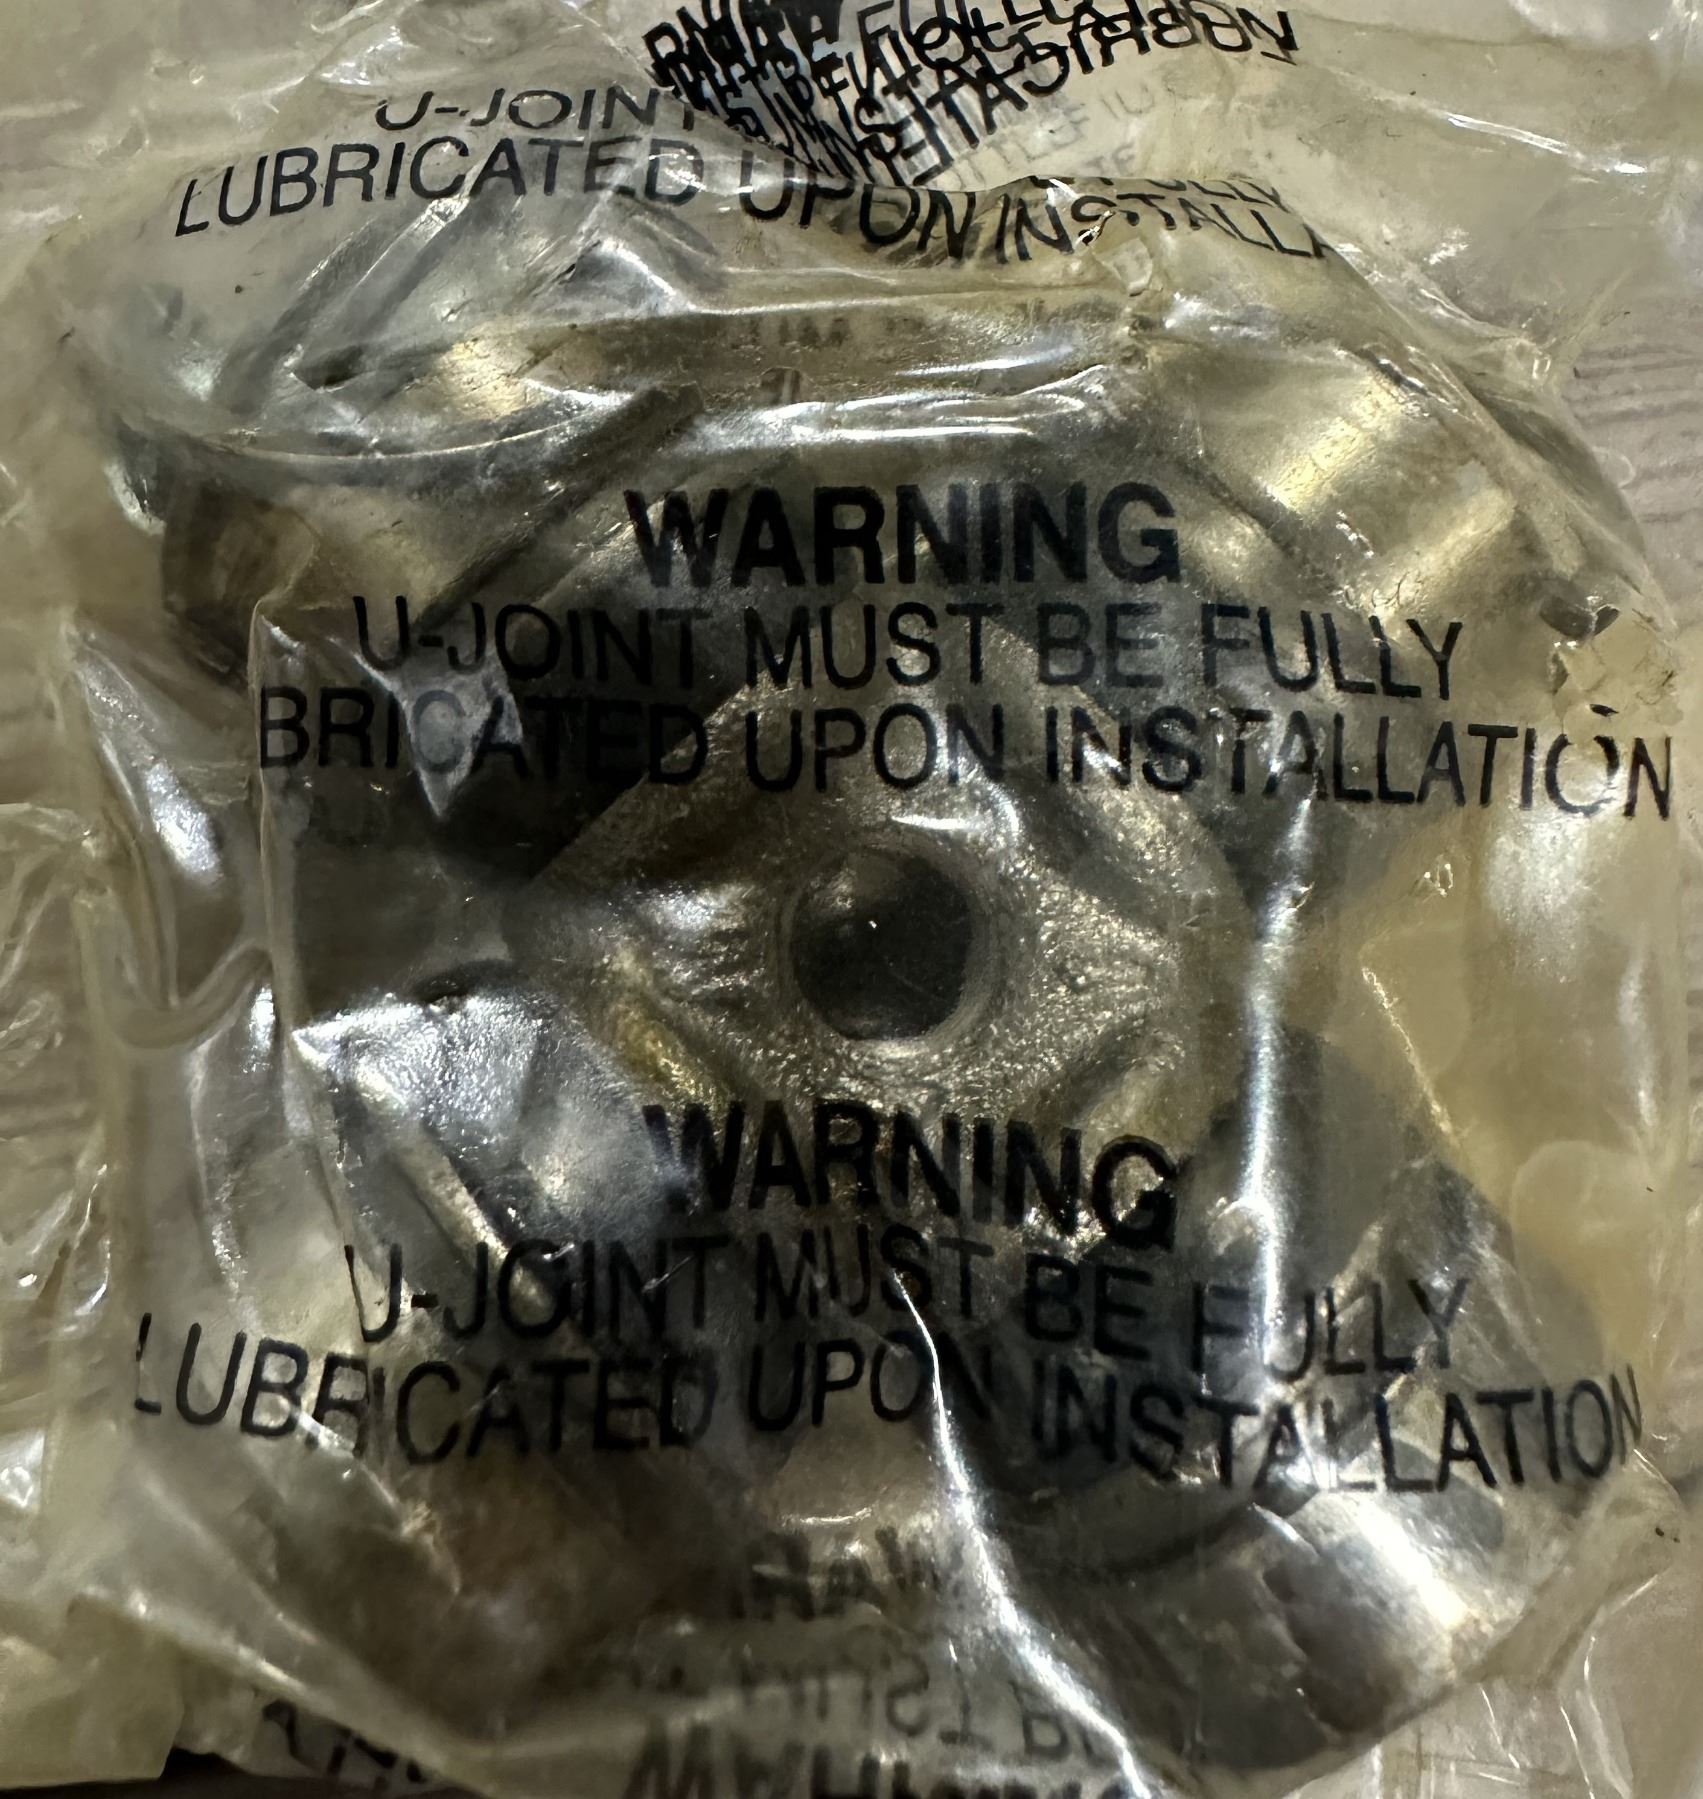 U-JOINT
LUBRICATED UPON INSTALLA
WARNING
U-JOINT MUST BE FULLY
BRICATED UPON INSTALLATION
WARNING
U-JOINT MUST BE FULLY
LUBRICATED UPON INSTALLATION